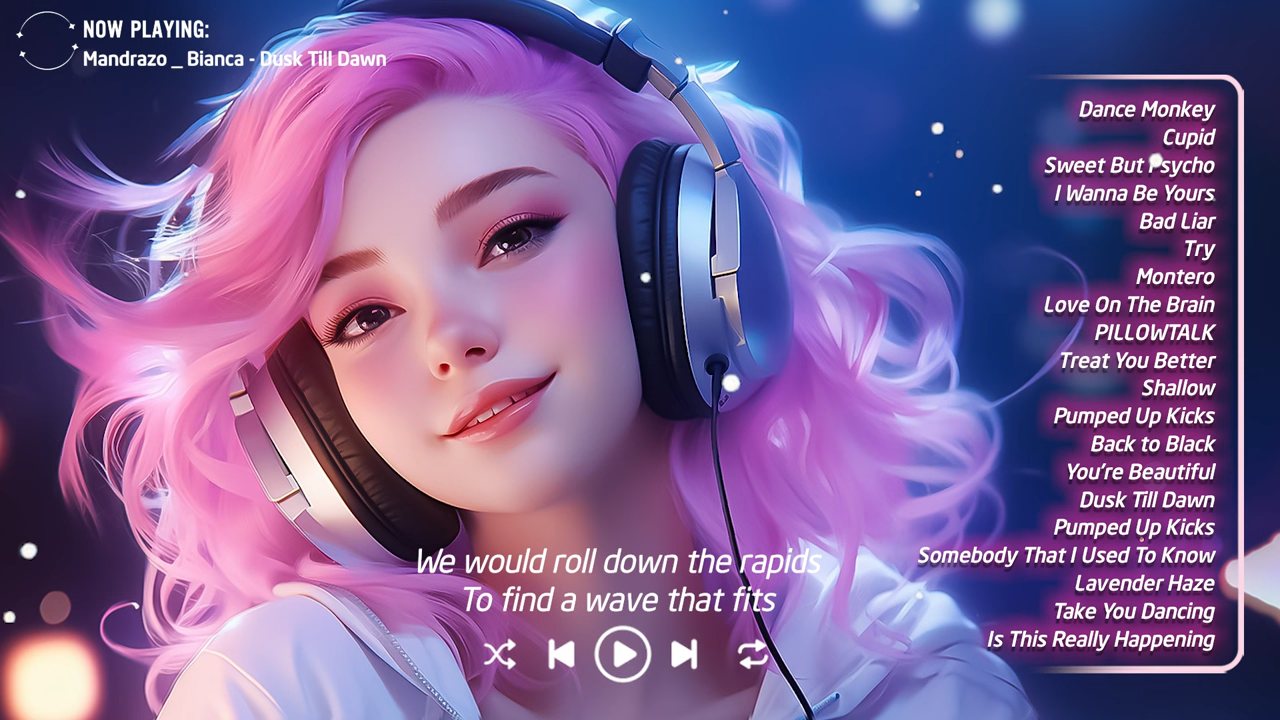 NOW PLAYING:
Mandrazo _ Bianca - Dusk Till Dawn
Dance Monkey
Cupid
Sweet But Psycho
I Wanna Be Yours
Bad Liar
Try
Montero
Love On The Brain
PILLOWTALK
Treat You Better
Shallow
Pumped Up Kicks
Back to Black
You're Beautiful
Dusk Till Dawn
Pumped Up Kicks
Somebody That I Used To Know
Lavender Haze
Take You Dancing
Is This Really Happening
We would roll down the rapids
To find a wave that fits